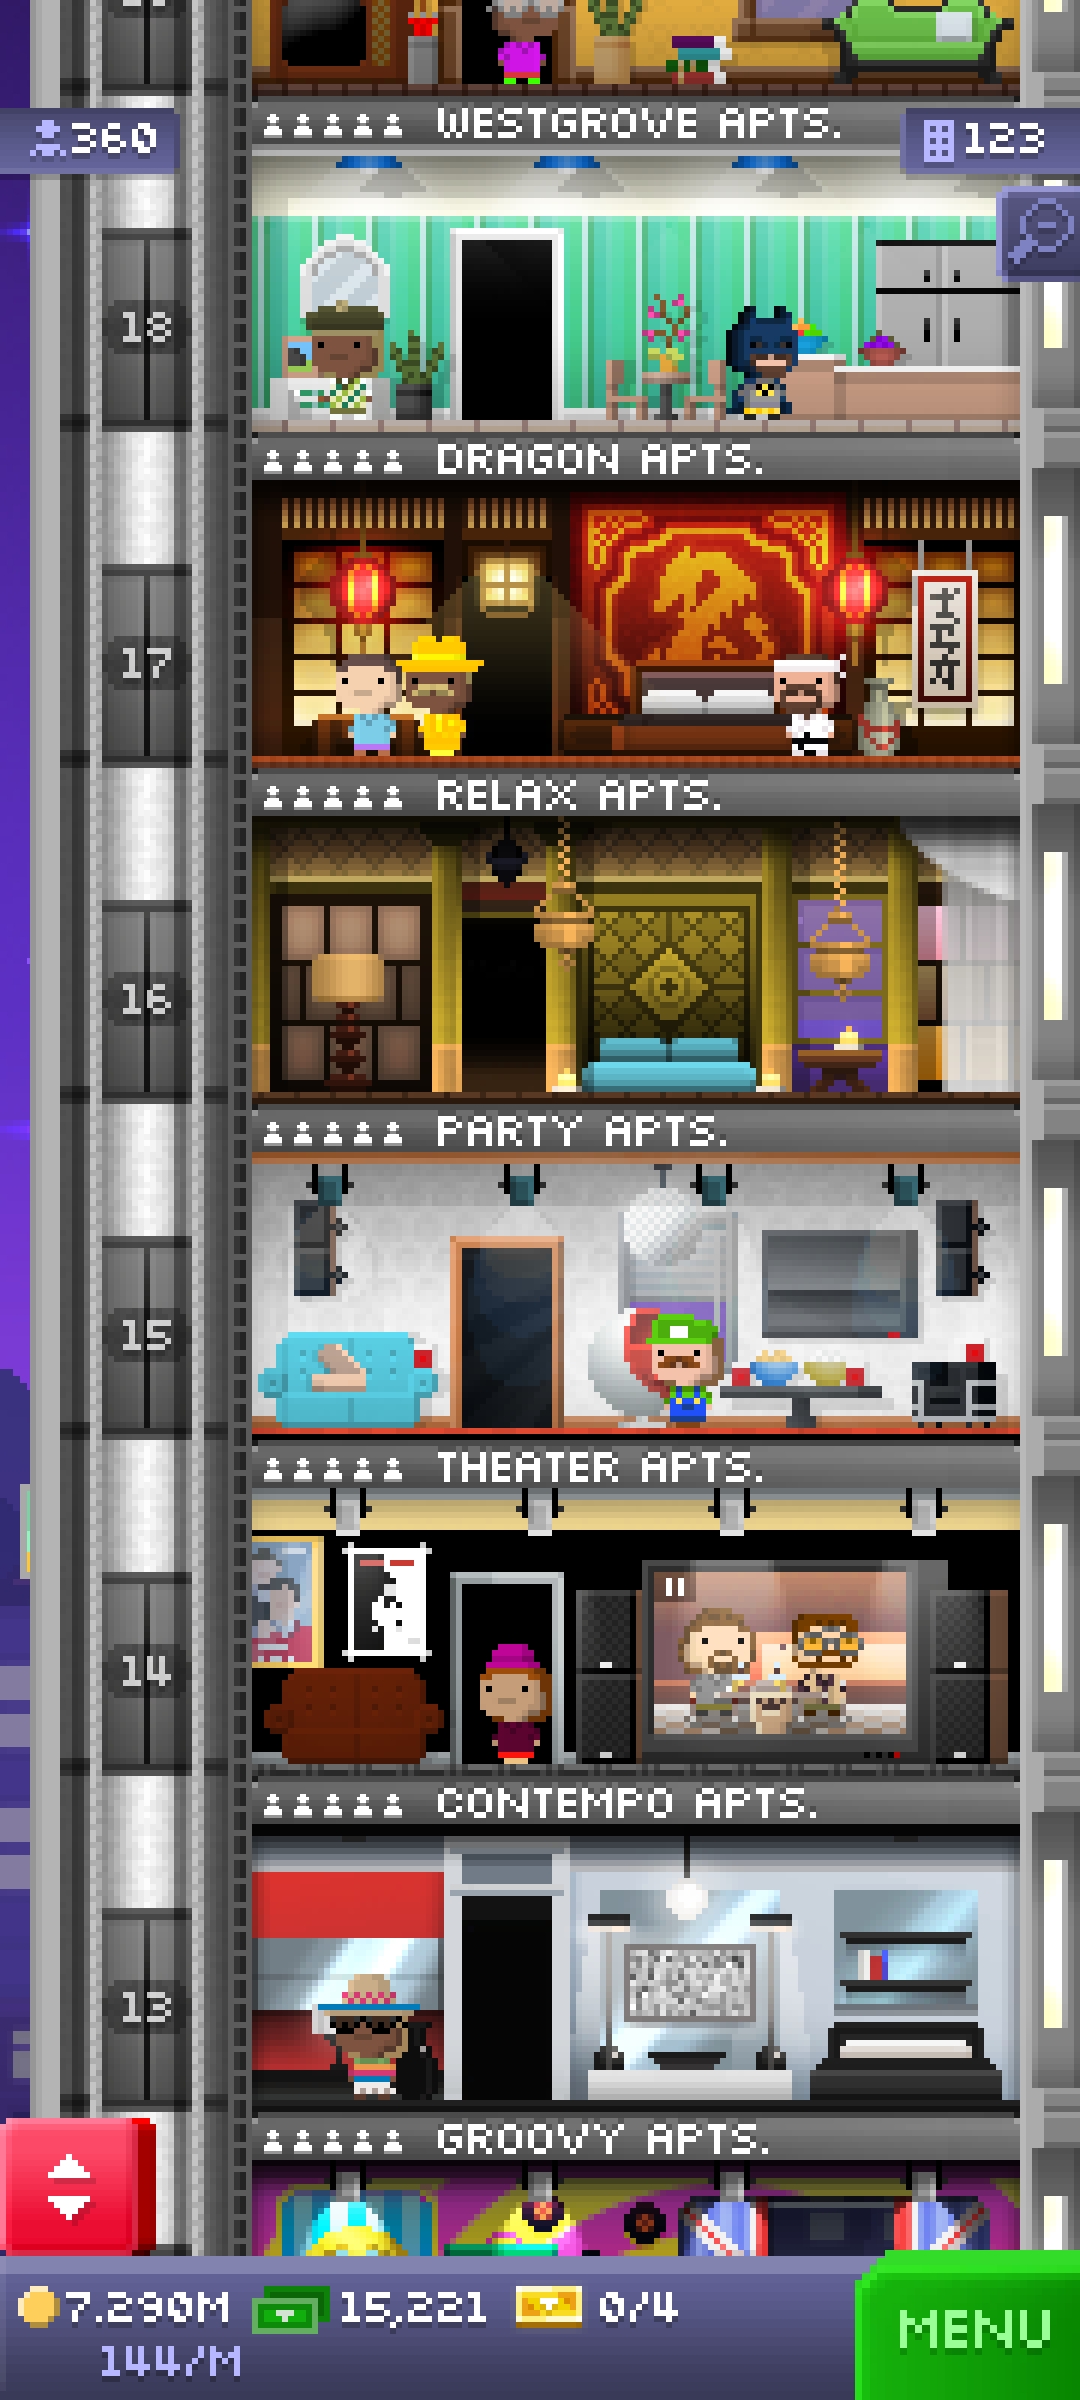 WESTGROVE APTS.
360
123
18
DRAGON APTS.
17
RELAX APTS.
16
PARTY APTS.
15
THEATER APTS.
14
CONTEMPO APTS.
13
GROOVY APTS.
7.290M 15,221 0/4
144/M
MENU